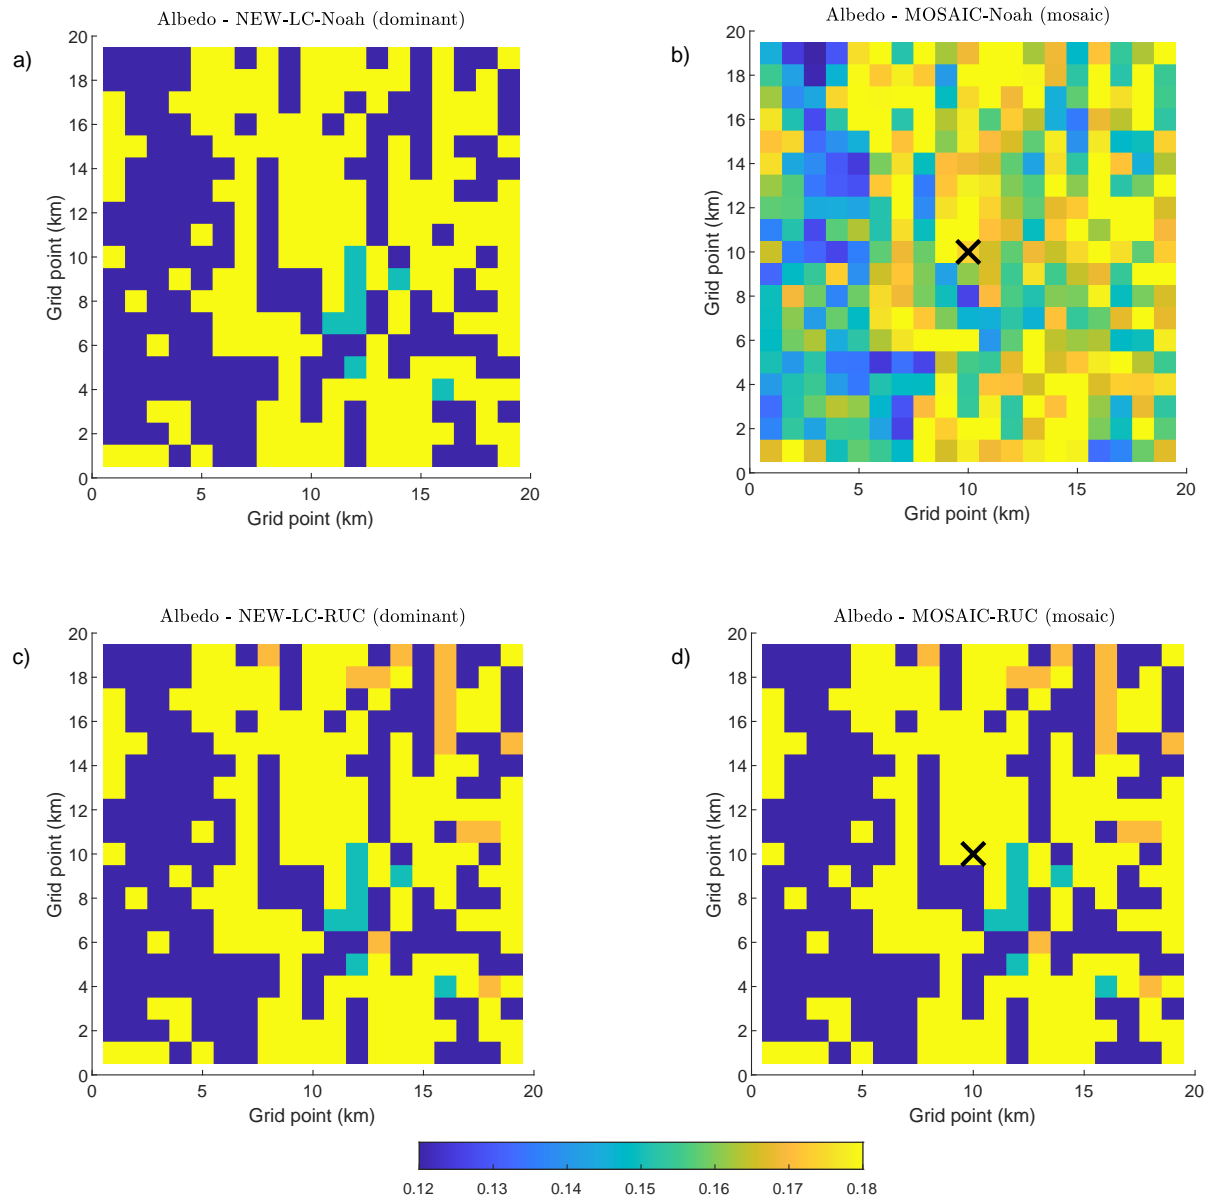 Albedo - NEW-LC-Noah (dominant)
a)
20
18
16
14
12
10
8
6
4
2
0
Grid point (km)
0 5 10 15 20
Grid point (km)
Albedo - MOSAIC-Noah (mosaic)
b)
20
18
16
14
12
10
8
6
4
2
0
Grid point (km)
0 5 10 15 20
Grid point (km)
Albedo - NEW-LC-RUC (dominant)
c)
20
18
16
14
12
10
8
6
4
2
0
Grid point (km)
0 5 10 15 20
Grid point (km)
Albedo - MOSAIC-RUC (mosaic)
d)
20
18
16
14
12
10
8
6
4
2
0
Grid point (km)
0 5 10 15 20
Grid point (km)
0.12 0.13 0.14 0.15 0.16 0.17 0.18